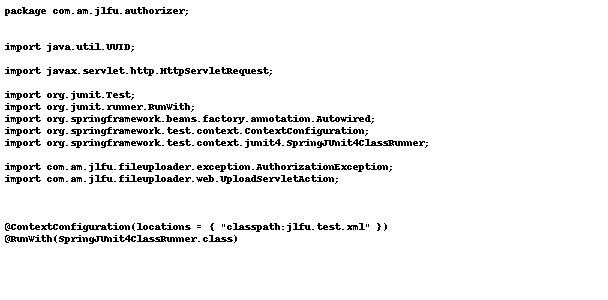 package com.am.jlfu.authorizer;
import java.util.UUID;
import javax.servlet.http.HttpServletRequest;
import org.junit.Test;
import org.junit.runner.RunWith;
import org.springframework.beans.factory.annotation.Autowired;
import org.springframework.test.context.ContextConfiguration;
import org.springframework.test.context.junit4.SpringJUnit4ClassRunner;
import com.am.jlfu.fileuploader.exception.AuthorizationException;
import com.am.jlfu.fileuploader.web.UploadServletAction;
@ContextConfiguration(locations = { "classpath:jlfu.test.xml" })
@RunWith(SpringJUnit4ClassRunner.class)